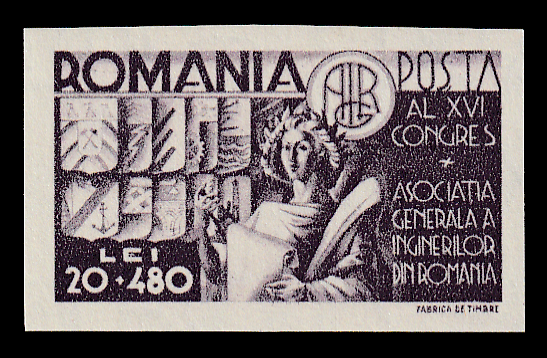 ROMANIA
POSTA
AL XVI
CONGRES
+
ASOCIATIA
GENERALA A
INGINERILOR
DIN ROMANIA
LEI
20+480
FABRICA DE TIMBRE